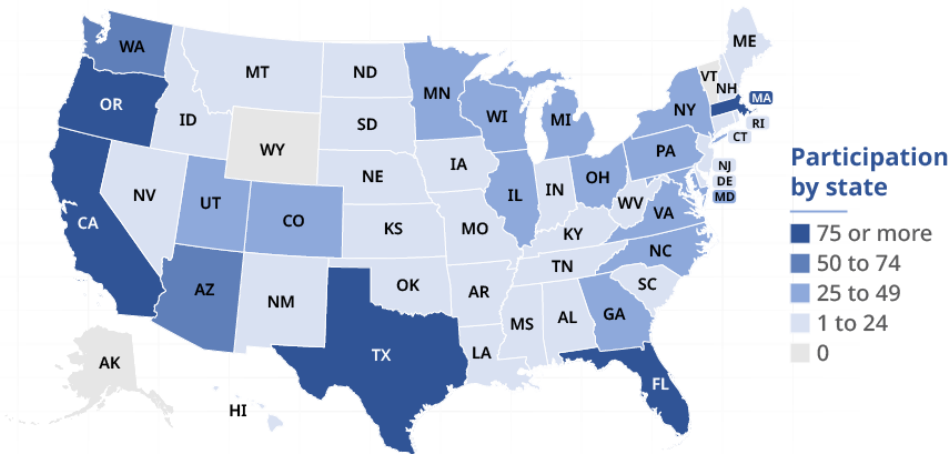 WA
OR
CA
NV
ID
MT
WY
UT
AZ
CO
NM
ND
SD
NE
KS
OK
TX
MN
IA
MO
AR
LA
WI
IL
MI
IN
OH
KY
TN
MS
AL
GA
FL
SC
NC
VA
WV
PA
NY
VT
NH
ME
MA
RI
CT
NJ
DE
MD
AK
HI
Participation
by state
75 or more
50 to 74
25 to 49
1 to 24
0